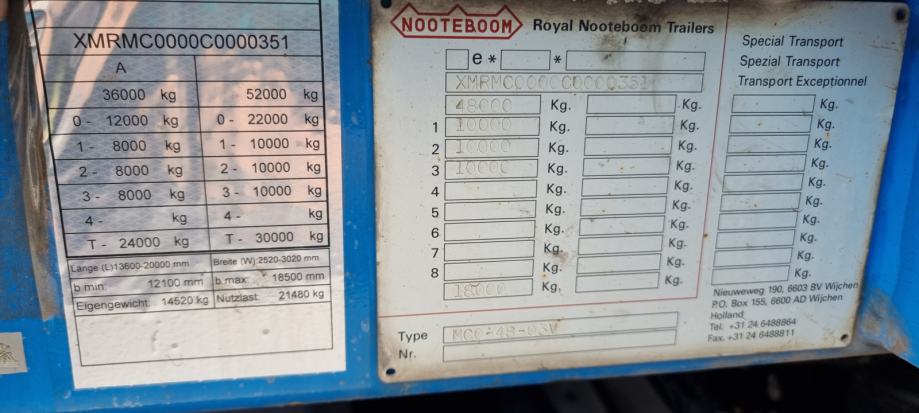 XMRMC0000C0000351
A
36000 kg 52000 kg
0 - 12000 kg 0 - 22000 kg
1 - 8000 kg 1 - 10000 kg
2 - 8000 kg 2 - 10000 kg
3 - 8000 kg 3 - 10000 kg
4 - kg 4 - kg
T - 24000 kg T - 30000 kg
Länge (L)13600-20000 mm Breite (W):2520-3020 mm
b min: 12100 mm b max: 18500 mm
Eigengewicht: 14520 kg Nutzlast: 21480 kg
NOOTEBOOM Royal Nooteboom Trailers
e * *
XMRMC0000C0000351
48000 Kg. Kg.
1 10000 Kg. Kg.
2 10000 Kg. Kg.
3 10000 Kg. Kg.
4 Kg. Kg.
5 Kg. Kg.
6 Kg. Kg.
7 Kg. Kg.
8 Kg. Kg.
18000 Kg. Kg.
Type MCO-48-03V
Nr.
Special Transport
Spezial Transport
Transport Exceptionnel
Kg.
Kg.
Kg.
Kg.
Kg.
Kg.
Kg.
Kg.
Kg.
Nieuweweg 190, 6603 BV Wijchen
P.O. Box 155, 6600 AD Wijchen
Holland
Tel. +31 24 6488864
Fax. +31 24 6488811